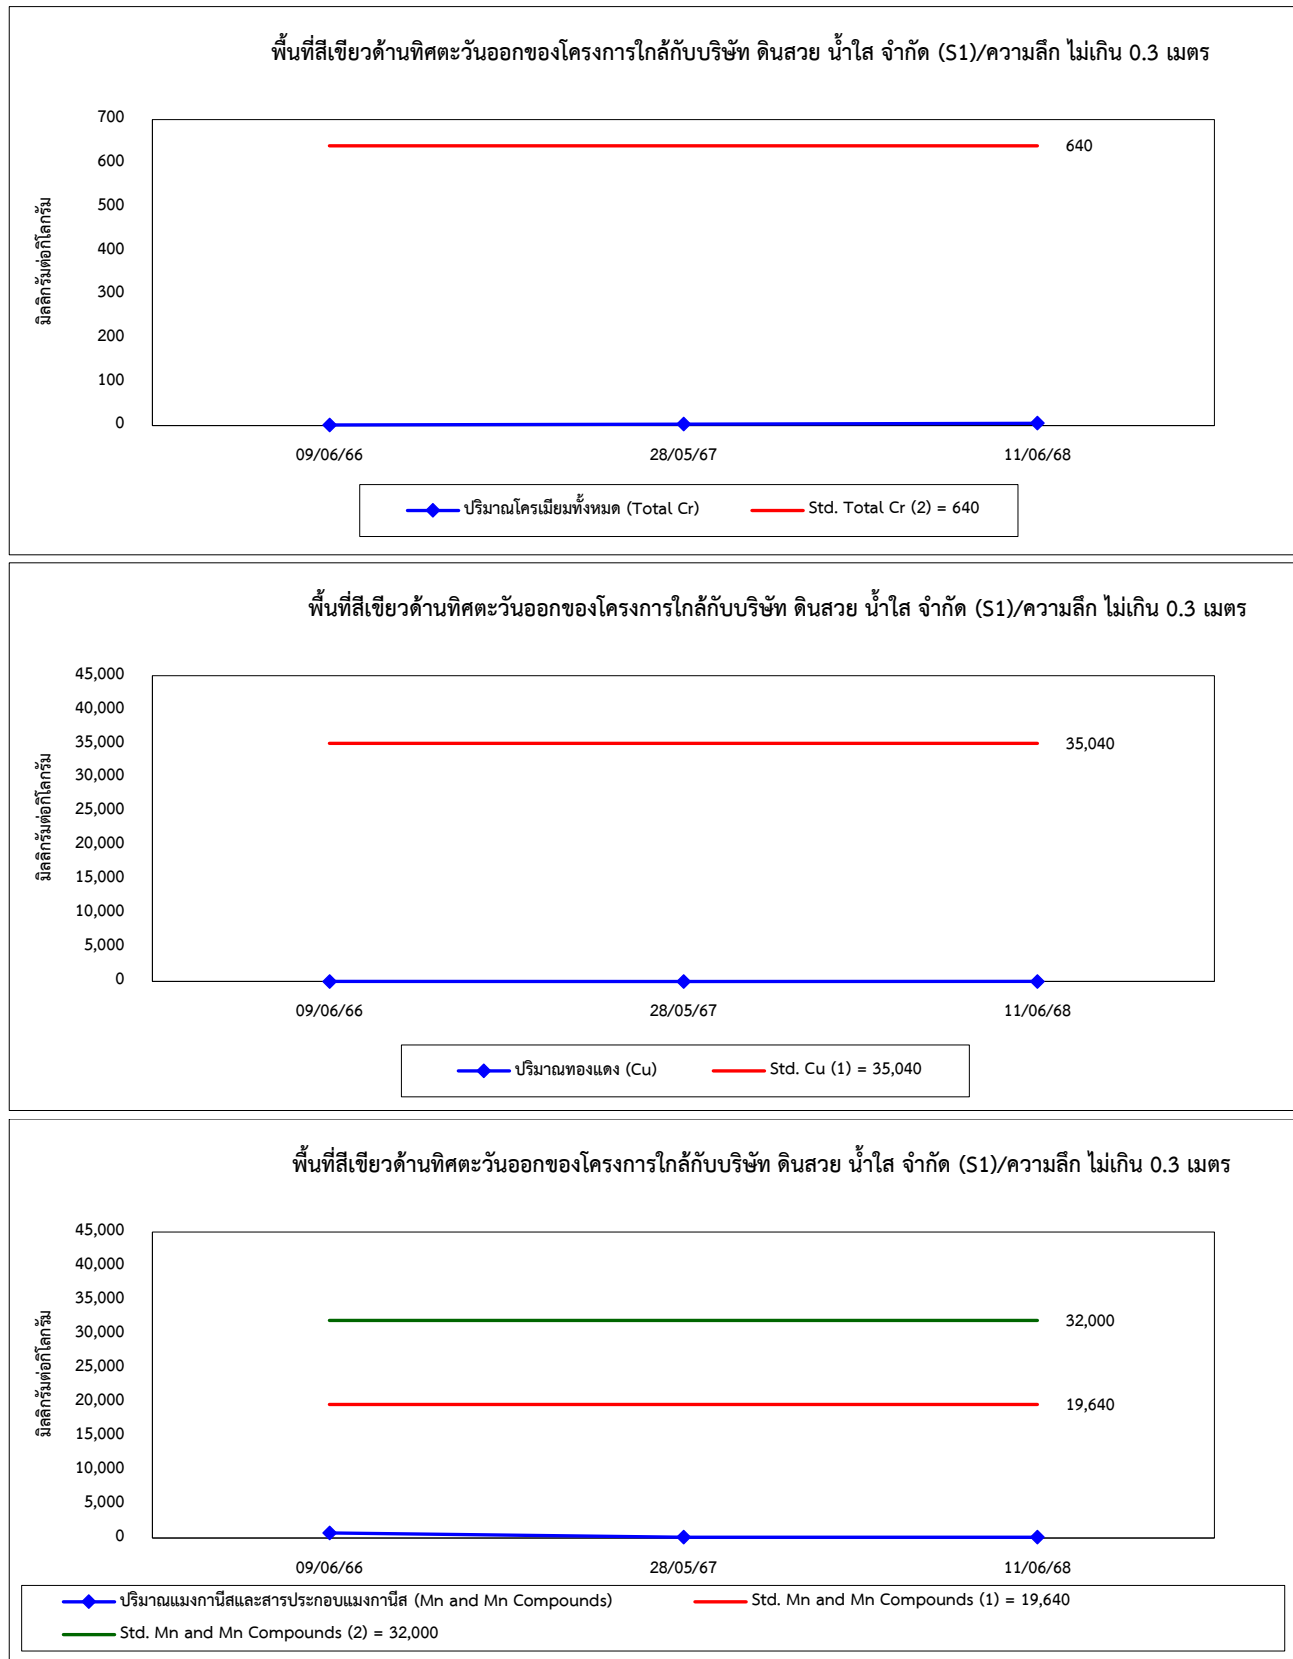 พื้นที่สีเขียวด้านทิศตะวันออกของโครงการใกล้กับบริษัท ดินสวย น้ำใส จำกัด (S1)/ความลึก ไม่เกิน 0.3 เมตร
มิลลิกรัมต่อกิโลกรัม
700
600
500
400
300
200
100
0
640
09/06/66 28/05/67 11/06/68
ปริมาณโครเมียมทั้งหมด (Total Cr) Std. Total Cr (2) = 640
พื้นที่สีเขียวด้านทิศตะวันออกของโครงการใกล้กับบริษัท ดินสวย น้ำใส จำกัด (S1)/ความลึก ไม่เกิน 0.3 เมตร
มิลลิกรัมต่อกิโลกรัม
45,000
40,000
35,000
30,000
25,000
20,000
15,000
10,000
5,000
0
35,040
09/06/66 28/05/67 11/06/68
ปริมาณทองแดง (Cu) Std. Cu (1) = 35,040
พื้นที่สีเขียวด้านทิศตะวันออกของโครงการใกล้กับบริษัท ดินสวย น้ำใส จำกัด (S1)/ความลึก ไม่เกิน 0.3 เมตร
มิลลิกรัมต่อกิโลกรัม
45,000
40,000
35,000
30,000
25,000
20,000
15,000
10,000
5,000
0
32,000
19,640
09/06/66 28/05/67 11/06/68
ปริมาณแมงกานีสและสารประกอบแมงกานีส (Mn and Mn Compounds) Std. Mn and Mn Compounds (1) = 19,640
Std. Mn and Mn Compounds (2) = 32,000